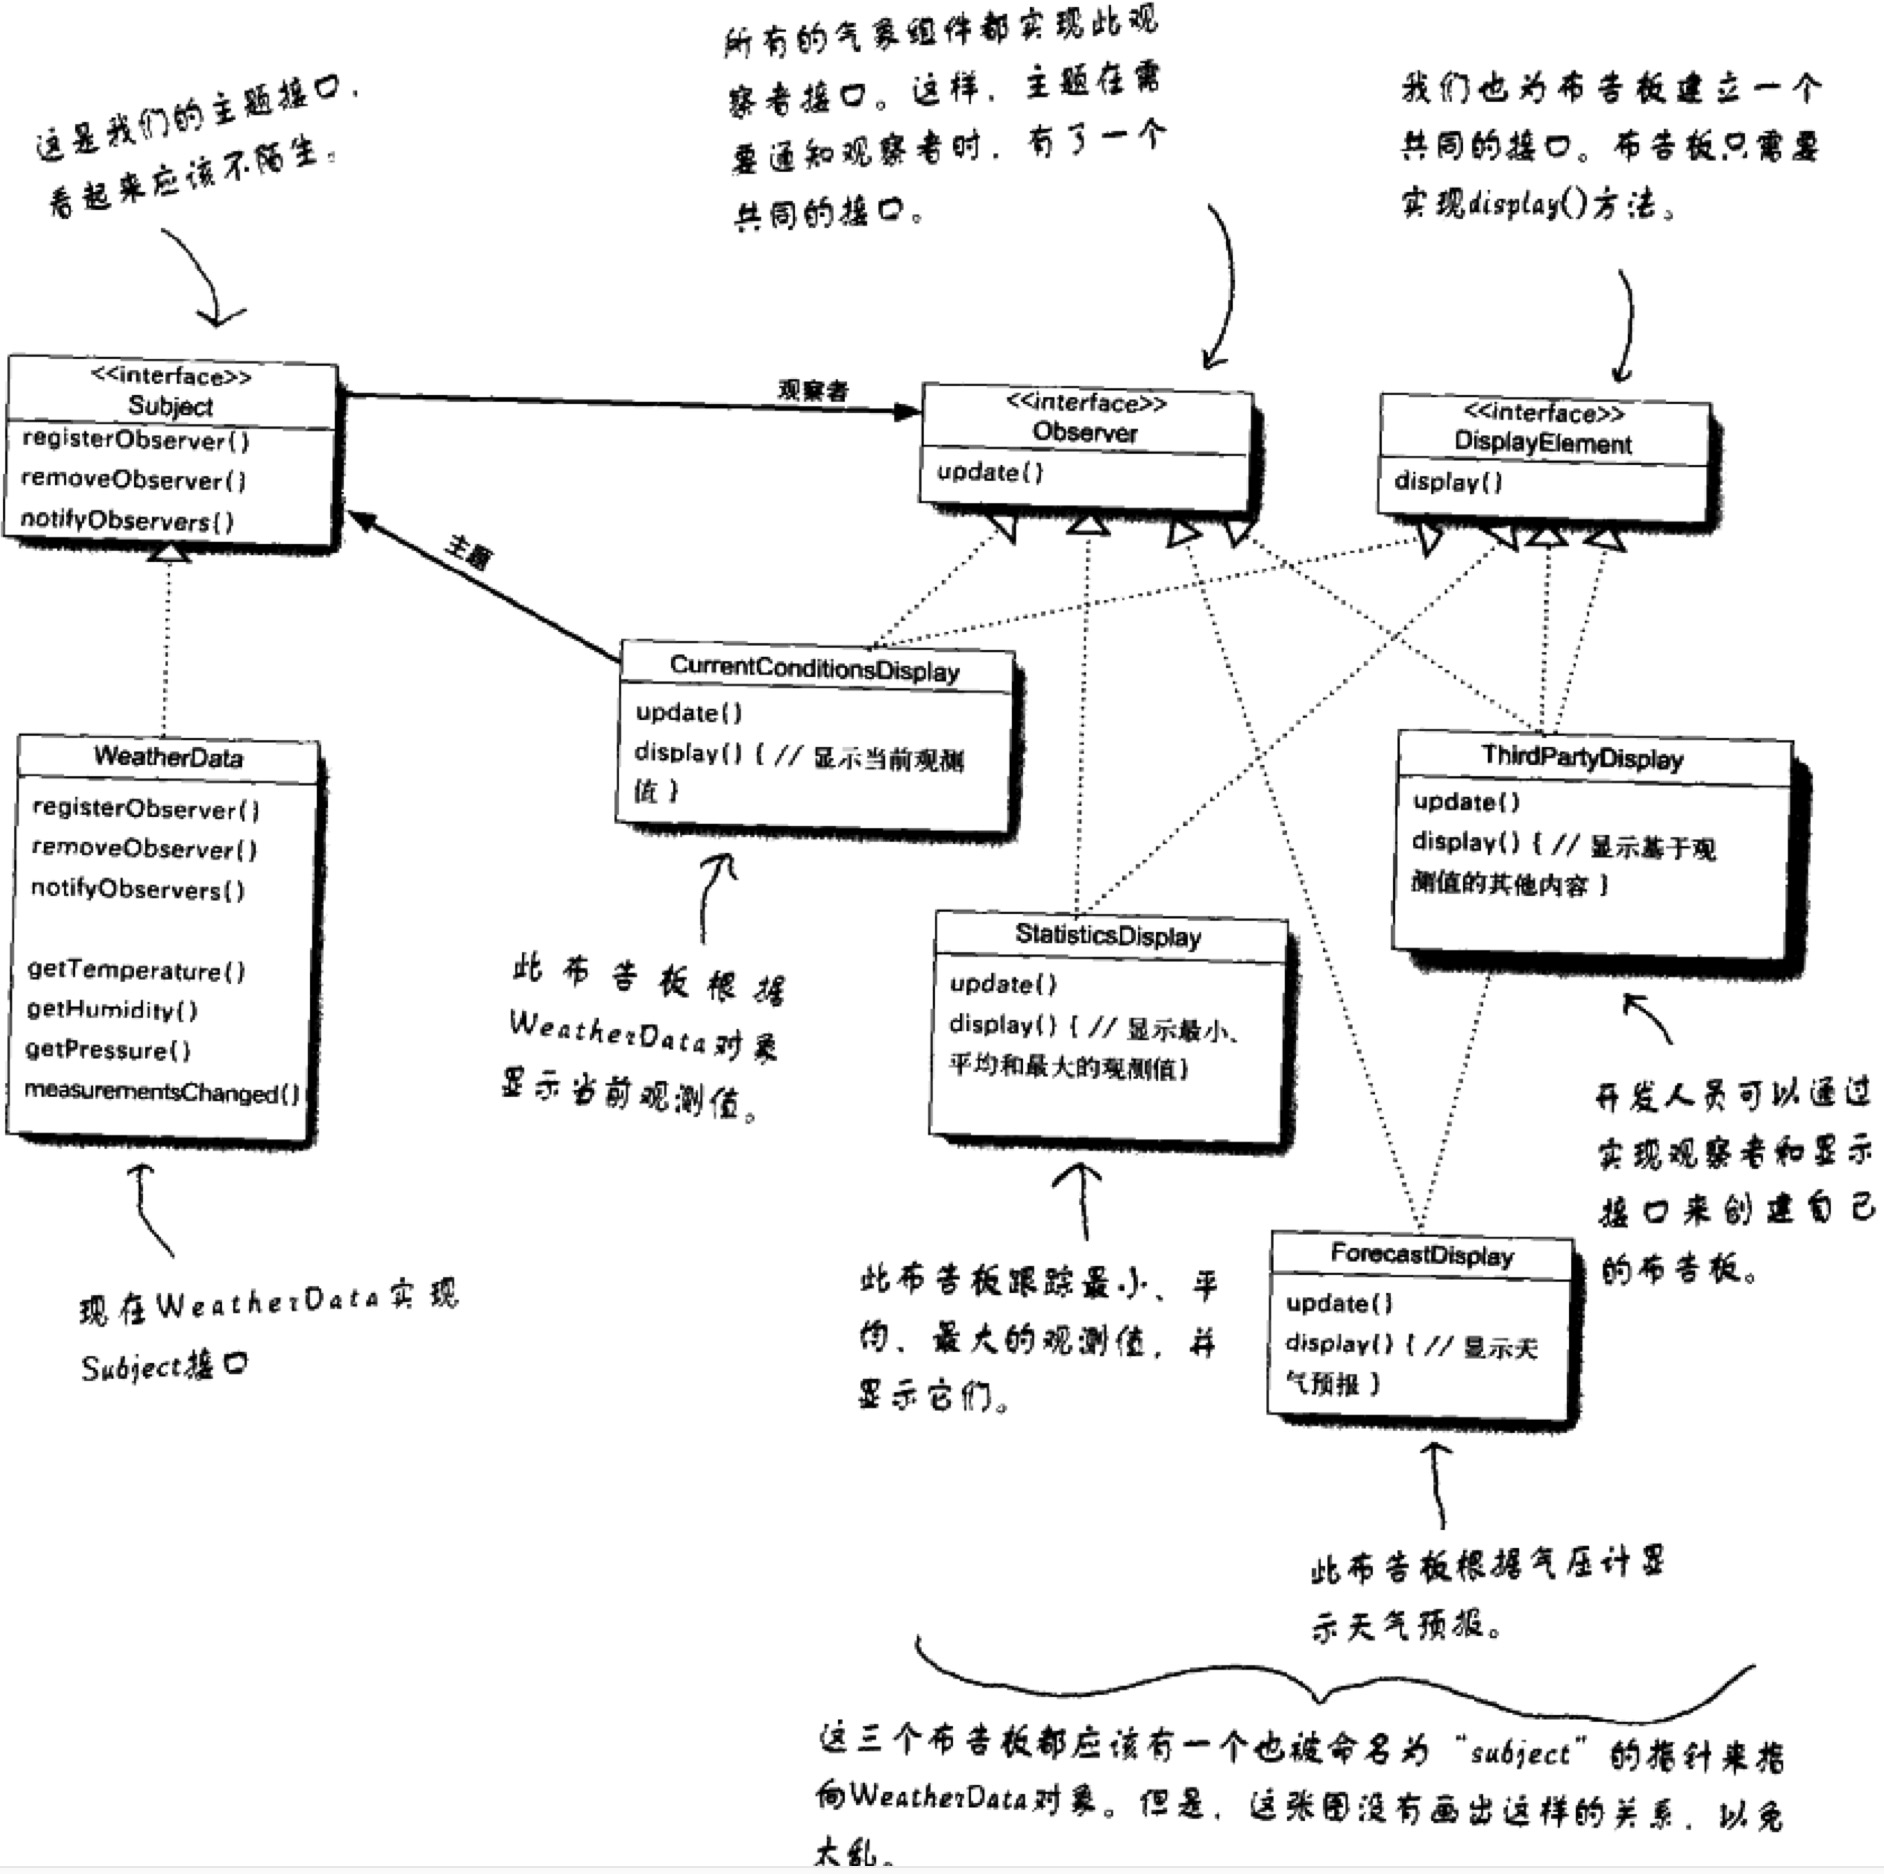 这是我们的主题接口，
看起来应该不陌生。
所有的气象组件都实现此观
察者接口。这样，主题在需
要通知观察者时，有了一个
共同的接口。
我们也为布告板建立一个
共同的接口。布告板只需要
实现display()方法。
<<interface>>
Subject
registerObserver()
removeObserver()
notifyObservers()
观察者
<<interface>>
Observer
update()
<<interface>>
DisplayElement
display()
主题
CurrentConditionsDisplay
update()
display() { // 显示当前观测
值 }
WeatherData
registerObserver()
removeObserver()
notifyObservers()
getTemperature()
getHumidity()
getPressure()
measurementsChanged()
ThirdPartyDisplay
update()
display() { // 显示基于观
测值的其他内容 }
此布告板根据
WeatherData对象
显示当前观测值。
StatisticsDisplay
update()
display() { // 显示最小、
平均和最大的观测值}
开发人员可以通过
实现观察者和显示
接口来创建自己
的布告板。
现在WeatherData实现
Subject接口
此布告板跟踪最小、平
均、最大的观测值，并
显示它们。
ForecastDisplay
update()
display() { // 显示天
气预报 }
此布告板根据气压计显
示天气预报。
这三个布告板都应该有一个也被命名为“subject”的指针来指
向WeatherData对象。但是，这张图没有画出这样的关系，以免
太乱。